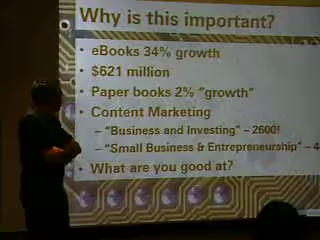 Why is this important?
• eBooks 34% growth
• $621 million
• Paper books 2% "growth"
• Content Marketing
– "Business and Investing" – 2600!
– "Small Business & Entrepreneurship" – 4
• What are you good at?